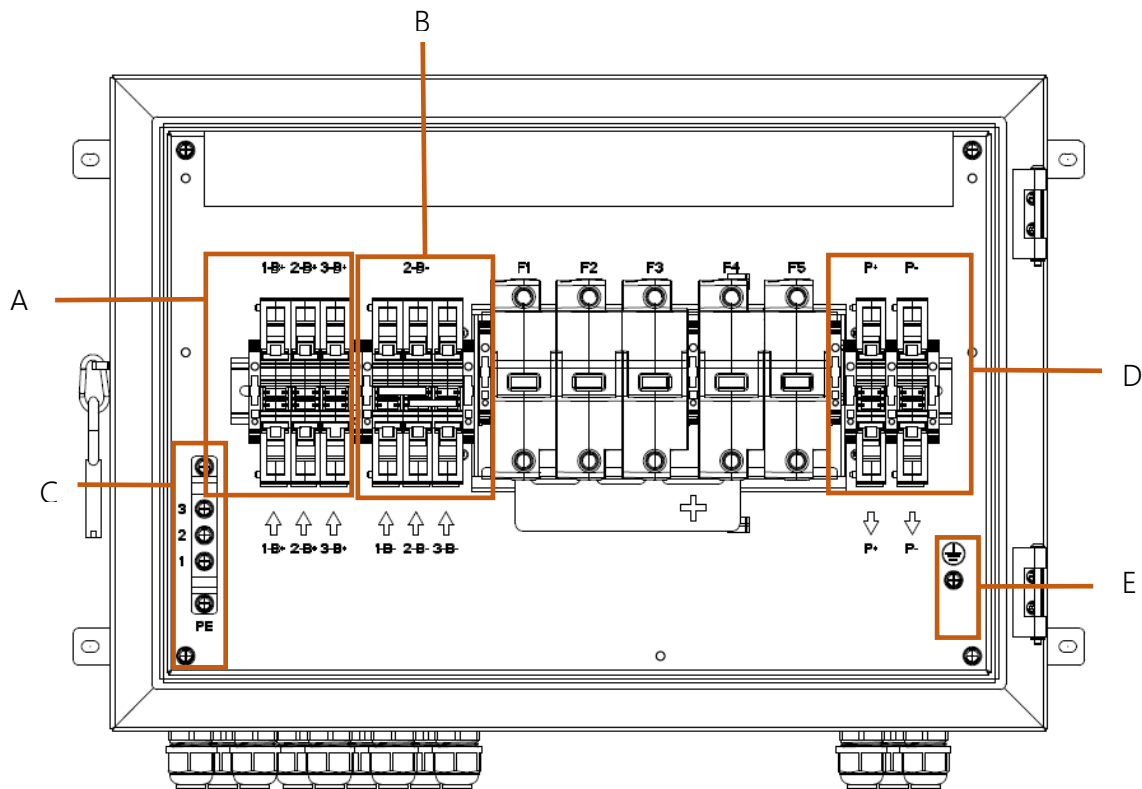 B
1-B+ 2-B+ 3-B+ 2-B- F1 F2 F3 F4 F5 P+ P-
A
D
C
3
2
1
1-B+ 2-B+ 3-B+ 1-B- 2-B- 3-B- P+ P-
E
PE